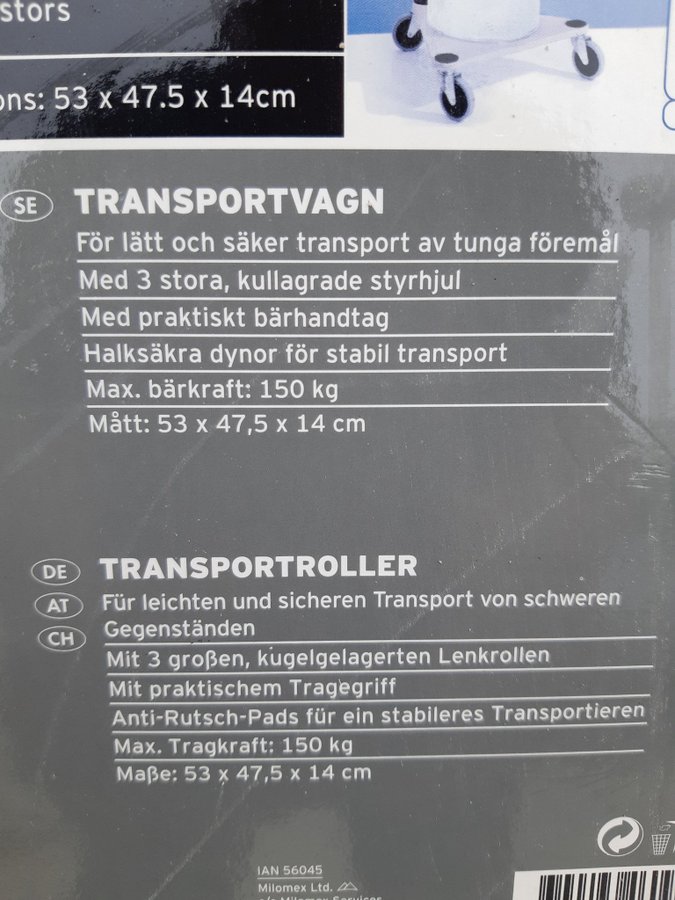 stors
ons: 53 x 47.5 x 14cm
SE TRANSPORTVAGN
För lätt och säker transport av tunga föremål
Med 3 stora, kullagrade styrhjul
Med praktiskt bärhandtag
Halksäkra dynor för stabil transport
Max. bärkraft: 150 kg
Mått: 53 x 47,5 x 14 cm
DE TRANSPORTROLLER
AT Für leichten und sicheren Transport von schweren
CH Gegenständen
Mit 3 großen, kugelgelagerten Lenkrollen
Mit praktischem Tragegriff
Anti-Rutsch-Pads für ein stabileres Transportieren
Max. Tragkraft: 150 kg
Maße: 53 x 47,5 x 14 cm
IAN 56045
Milomex Ltd.
c/o Milomex Services